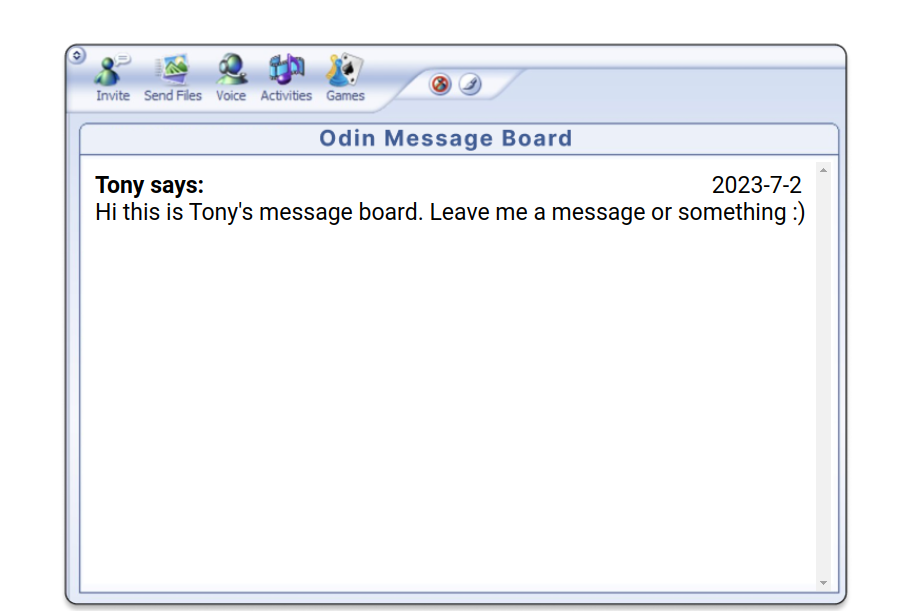 Invite Send Files Voice Activities Games
Odin Message Board
Tony says: 2023-7-2
Hi this is Tony's message board. Leave me a message or something :)